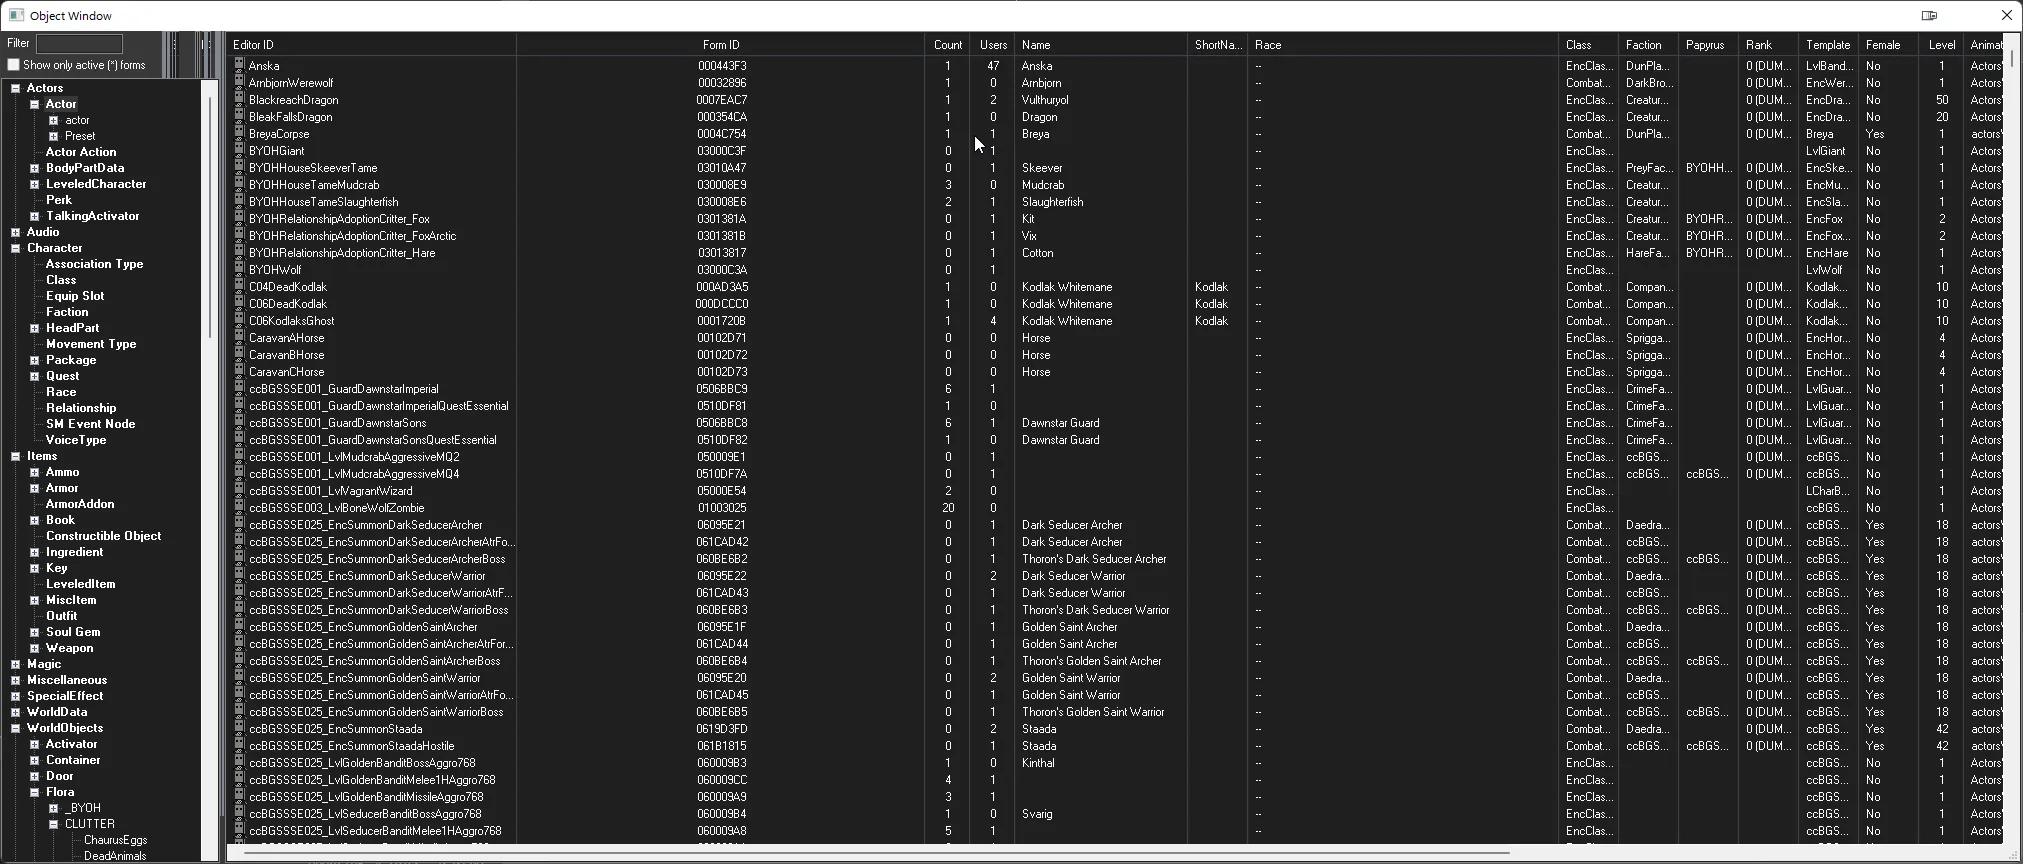 Object Window
Filter
Show only active (*) forms
Actors
Actor
actor
Preset
Actor Action
BodyPartData
LeveledCharacter
Perk
TalkingActivator
Audio
Character
Association Type
Class
Equip Slot
Faction
HeadPart
Movement Type
Package
Quest
Race
Relationship
SM Event Node
VoiceType
Items
Ammo
Armor
ArmorAddon
Book
Constructible Object
Ingredient
Key
LeveledItem
MiscItem
Outfit
Soul Gem
Weapon
Magic
Miscellaneous
SpecialEffect
WorldData
WorldObjects
Activator
Container
Door
Flora
_BYOH
CLUTTER
ChaurusEggs
DeadAnimals
Editor ID Form ID Count Users Name ShortNa... Race Class Faction Papyrus Rank Template Female Level Animat
Anska 000443F3 1 47 Anska -- EncClas... DunPla... 0 (DUM... LvlBand... No 1 Actors\
ArnbjornWerewolf 00032896 1 0 Arnbjorn -- Combat... DarkBro... 0 (DUM... EncWer... No 1 Actors\
BlackreachDragon 0007EAC7 1 2 Vulthuryol -- EncClas... Creatur... 0 (DUM... EncDra... No 50 Actors\
BleakFallsDragon 000354CA 1 0 Dragon -- EncClas... Creatur... 0 (DUM... EncDra... No 20 Actors\
BreyaCorpse 0004C754 1 1 Breya -- Combat... DunPla... 0 (DUM... Breya Yes 1 actors\
BYOHGiant 03000C3F 0 1 -- EncClas... LvlGiant No 1 Actors\
BYOHHouseSkeeverTame 03010A47 0 1 Skeever -- EncClas... PreyFac... BYOHH... 0 (DUM... EncSke... No 1 Actors\
BYOHHouseTameMudcrab 030008E9 3 0 Mudcrab -- EncClas... Creatur... 0 (DUM... EncMu... No 1 Actors\
BYOHHouseTameSlaughterfish 030008E6 2 1 Slaughterfish -- EncClas... Creatur... 0 (DUM... EncSla... No 1 Actors\
BYOHRelationshipAdoptionCritter_Fox 0301381A 0 1 Kit -- EncClas... Creatur... BYOHR... 0 (DUM... EncFox No 2 Actors\
BYOHRelationshipAdoptionCritter_FoxArctic 0301381B 0 1 Vix -- EncClas... Creatur... BYOHR... 0 (DUM... EncFox... No 2 Actors\
BYOHRelationshipAdoptionCritter_Hare 03013817 0 1 Cotton -- EncClas... HareFa... BYOHR... 0 (DUM... EncHare No 1 Actors\
BYOHWolf 03000C3A 0 1 -- EncClas... LvlWolf No 1 Actors\
C04DeadKodlak 000AD3A5 1 0 Kodlak Whitemane Kodlak -- Combat... Compan... 0 (DUM... Kodlak... No 10 Actors\
C06DeadKodlak 000DCCC0 1 0 Kodlak Whitemane Kodlak -- Combat... Compan... 0 (DUM... Kodlak... No 10 Actors\
C06KodlaksGhost 0001720B 1 4 Kodlak Whitemane Kodlak -- Combat... Compan... 0 (DUM... Kodlak... No 10 Actors\
CaravanAHorse 00102D71 0 0 Horse -- EncClas... Sprigga... 0 (DUM... EncHor... No 4 Actors\
CaravanBHorse 00102D72 0 0 Horse -- EncClas... Sprigga... 0 (DUM... EncHor... No 4 Actors\
CaravanCHorse 00102D73 0 0 Horse -- EncClas... Sprigga... 0 (DUM... EncHor... No 4 Actors\
ccBGSSSE001_GuardDawnstarImperial 0506BBC9 6 1 EncClas... CrimeFa... 0 (DUM... LvlGuar... No 1 Actors\
ccBGSSSE001_GuardDawnstarImperialQuestEssential 0510DF81 1 0 EncClas... CrimeFa... 0 (DUM... LvlGuar... No 1 Actors\
ccBGSSSE001_GuardDawnstarSons 0506BBC8 6 1 Dawnstar Guard -- EncClas... CrimeFa... 0 (DUM... LvlGuar... No 1 Actors\
ccBGSSSE001_GuardDawnstarSonsQuestEssential 0510DF82 1 0 Dawnstar Guard -- EncClas... CrimeFa... 0 (DUM... LvlGuar... No 1 Actors\
ccBGSSSE001_LvlMudcrabAggressiveMQ2 050009E1 0 1 -- EncClas... ccBGS... 0 (DUM... ccBGS... No 1 Actors\
ccBGSSSE001_LvlMudcrabAggressiveMQ4 0510DF7A 0 1 -- EncClas... ccBGS... ccBGS... 0 (DUM... ccBGS... No 1 Actors\
ccBGSSSE001_LvlVagrantWizard 05000E54 2 0 -- EncClas... LCharB... No 1 Actors\
ccBGSSSE003_LvlBoneWolfZombie 01003025 20 0 -- EncClas... ccBGS... No 1 Actors\
ccBGSSSE025_EncSummonDarkSeducerArcher 06095E21 0 1 Dark Seducer Archer -- Combat... Daedra... 0 (DUM... ccBGS... Yes 18 actors\
ccBGSSSE025_EncSummonDarkSeducerArcherAtrFo... 061CAD42 0 1 Dark Seducer Archer -- Combat... ccBGS... 0 (DUM... ccBGS... Yes 18 actors\
ccBGSSSE025_EncSummonDarkSeducerArcherBoss 060BE6B2 0 1 Thoron's Dark Seducer Archer -- Combat... ccBGS... ccBGS... 0 (DUM... ccBGS... Yes 18 actors\
ccBGSSSE025_EncSummonDarkSeducerWarrior 06095E22 0 2 Dark Seducer Warrior -- Combat... Daedra... 0 (DUM... ccBGS... Yes 18 actors\
ccBGSSSE025_EncSummonDarkSeducerWarriorAtrF... 061CAD43 0 1 Dark Seducer Warrior -- Combat... ccBGS... 0 (DUM... ccBGS... Yes 18 actors\
ccBGSSSE025_EncSummonDarkSeducerWarriorBoss 060BE6B3 0 1 Thoron's Dark Seducer Warrior -- Combat... ccBGS... ccBGS... 0 (DUM... ccBGS... Yes 18 actors\
ccBGSSSE025_EncSummonGoldenSaintArcher 06095E1F 0 1 Golden Saint Archer -- Combat... Daedra... 0 (DUM... ccBGS... Yes 18 actors\
ccBGSSSE025_EncSummonGoldenSaintArcherAtrFor... 061CAD44 0 1 Golden Saint Archer -- Combat... ccBGS... 0 (DUM... ccBGS... Yes 18 actors\
ccBGSSSE025_EncSummonGoldenSaintArcherBoss 060BE6B4 0 1 Thoron's Golden Saint Archer -- Combat... ccBGS... ccBGS... 0 (DUM... ccBGS... Yes 18 actors\
ccBGSSSE025_EncSummonGoldenSaintWarrior 06095E20 0 2 Golden Saint Warrior -- Combat... Daedra... 0 (DUM... ccBGS... Yes 18 actors\
ccBGSSSE025_EncSummonGoldenSaintWarriorAtrFo... 061CAD45 0 1 Golden Saint Warrior -- Combat... ccBGS... 0 (DUM... ccBGS... Yes 18 actors\
ccBGSSSE025_EncSummonGoldenSaintWarriorBoss 060BE6B5 0 1 Thoron's Golden Saint Warrior -- Combat... ccBGS... ccBGS... 0 (DUM... ccBGS... Yes 18 actors\
ccBGSSSE025_EncSummonStaada 0619D3FD 0 2 Staada -- Combat... Daedra... 0 (DUM... ccBGS... Yes 42 actors\
ccBGSSSE025_EncSummonStaadaHostile 061B1815 0 1 Staada -- Combat... ccBGS... ccBGS... 0 (DUM... ccBGS... Yes 42 actors\
ccBGSSSE025_LvlGoldenBanditBossAggro768 060009B3 1 0 Kinthal -- EncClas... ccBGS... No 1 Actors\
ccBGSSSE025_LvlGoldenBanditMelee1HAggro768 060009CC 4 1 -- EncClas... ccBGS... No 1 Actors\
ccBGSSSE025_LvlGoldenBanditMissileAggro768 060009A9 3 1 -- EncClas... ccBGS... No 1 Actors\
ccBGSSSE025_LvlSeducerBanditBossAggro768 060009B4 1 0 Svarig -- EncClas... ccBGS... No 1 Actors\
ccBGSSSE025_LvlSeducerBanditMelee1HAggro768 060009A8 5 1 -- EncClas... ccBGS... No 1 Actors\